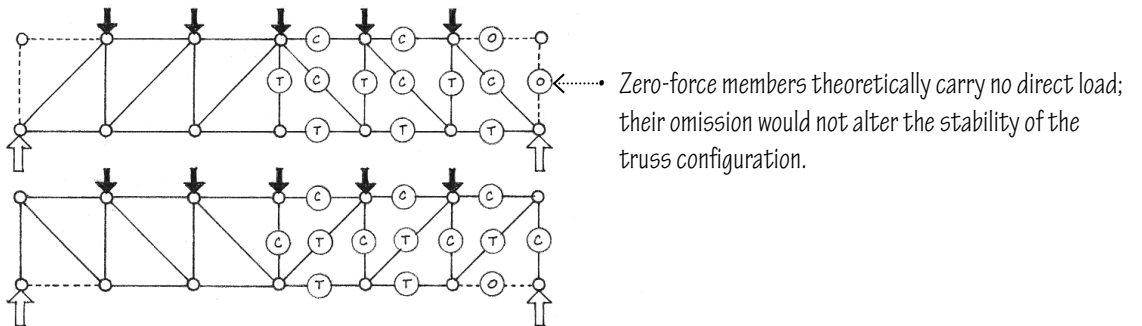 C C O
T C T C T C O
Zero-force members theoretically carry no direct load;
their omission would not alter the stability of the
truss configuration.
T T T
C C C
C T C T C T C
T T O